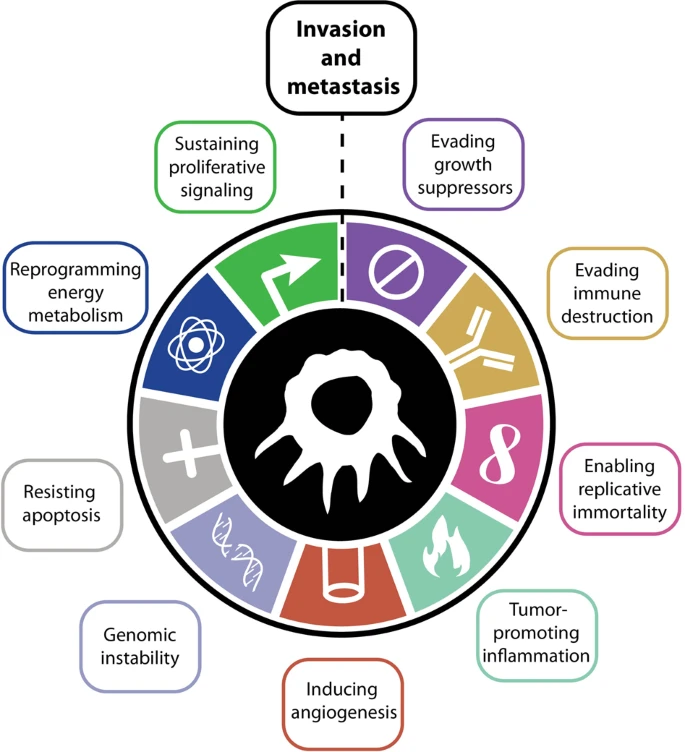 Invasion
and
metastasis
Sustaining
proliferative
signaling
Evading
growth
suppressors
Reprogramming
energy
metabolism
Evading
immune
destruction
Resisting
apoptosis
Enabling
replicative
immortality
Genomic
instability
Tumor-
promoting
inflammation
Inducing
angiogenesis